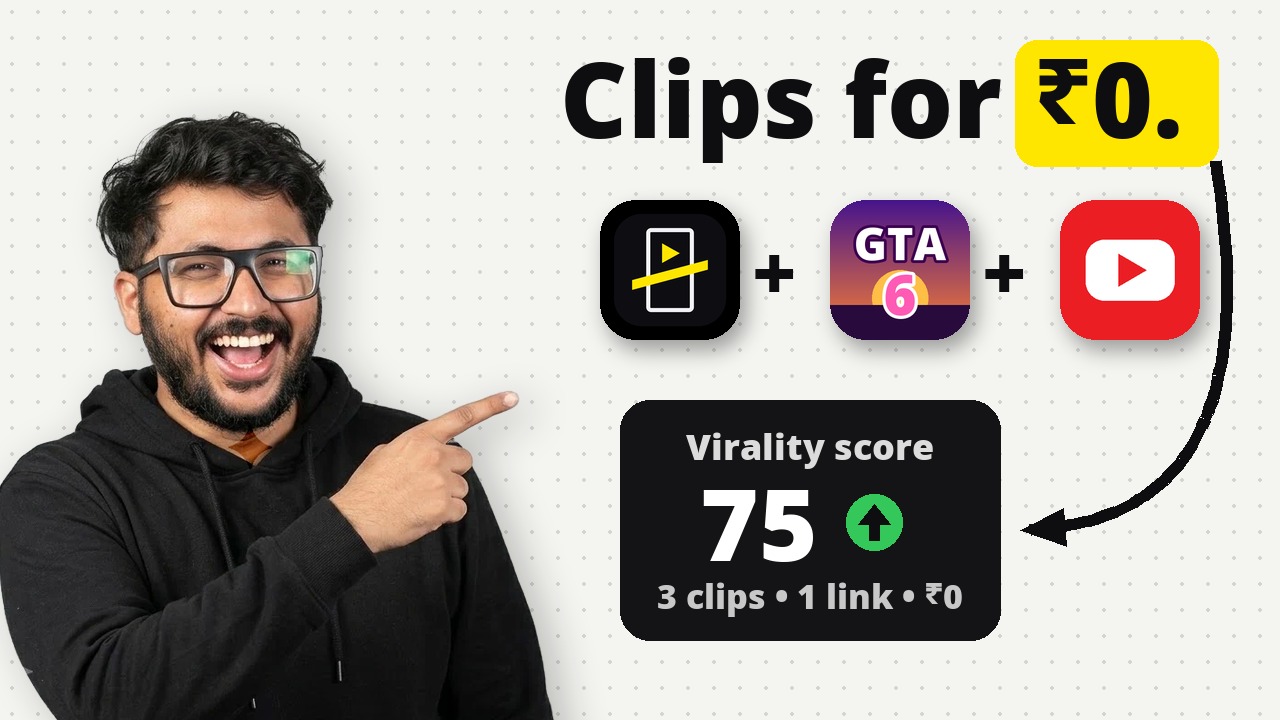 Clips for ₹0.
GTA
6
+
+
Virality score
75
3 clips • 1 link • ₹0